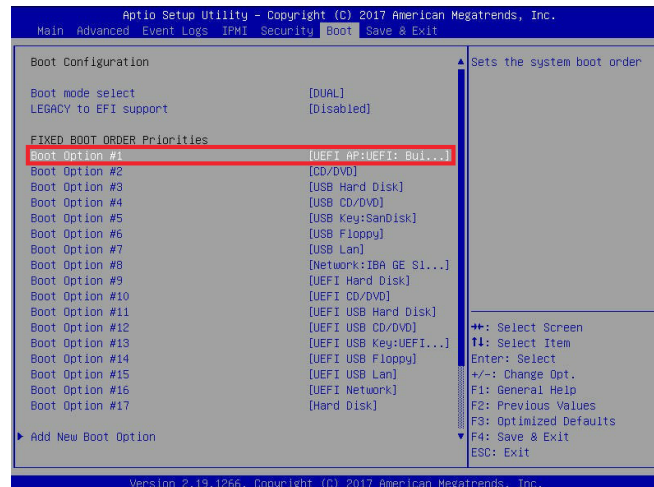 Aptio Setup Utility – Copyright (C) 2017 American Megatrends, Inc.
Main Advanced Event Logs IPMI Security Boot Save & Exit
Boot Configuration
Boot mode select [DUAL]
LEGACY to EFI support [Disabled]
FIXED BOOT ORDER Priorities
Boot Option #1 [UEFI AP:UEFI: Bui...]
Boot Option #2 [CD/DVD]
Boot Option #3 [USB Hard Disk]
Boot Option #4 [USB CD/DVD]
Boot Option #5 [USB Key:SanDisk]
Boot Option #6 [USB Floppy]
Boot Option #7 [USB Lan]
Boot Option #8 [Network:IBA GE Sl...]
Boot Option #9 [UEFI Hard Disk]
Boot Option #10 [UEFI CD/DVD]
Boot Option #11 [UEFI USB Hard Disk]
Boot Option #12 [UEFI USB CD/DVD]
Boot Option #13 [UEFI USB Key:UEFI...]
Boot Option #14 [UEFI USB Floppy]
Boot Option #15 [UEFI USB Lan]
Boot Option #16 [UEFI Network]
Boot Option #17 [Hard Disk]
Add New Boot Option
Sets the system boot order
→←: Select Screen
↑↓: Select Item
Enter: Select
+/-: Change Opt.
F1: General Help
F2: Previous Values
F3: Optimized Defaults
F4: Save & Exit
ESC: Exit
Version 2.19.1266. Copyright (C) 2017 American Megatrends, Inc.